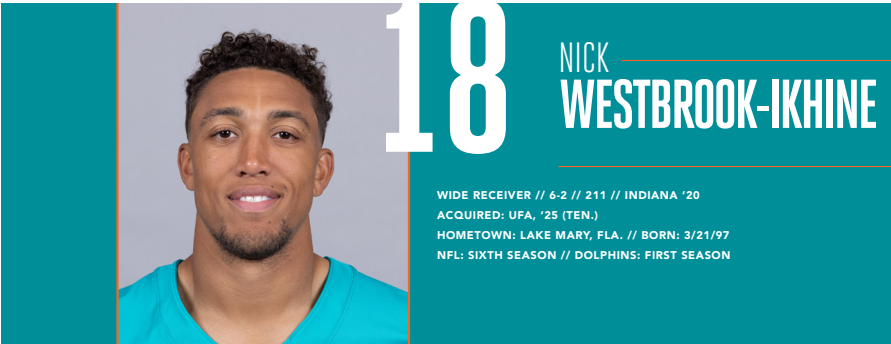 18
NICK
WESTBROOK-IKHINE
WIDE RECEIVER // 6-2 // 211 // INDIANA ’20
ACQUIRED: UFA, ’25 (TEN.)
HOMETOWN: LAKE MARY, FLA. // BORN: 3/21/97
NFL: SIXTH SEASON // DOLPHINS: FIRST SEASON